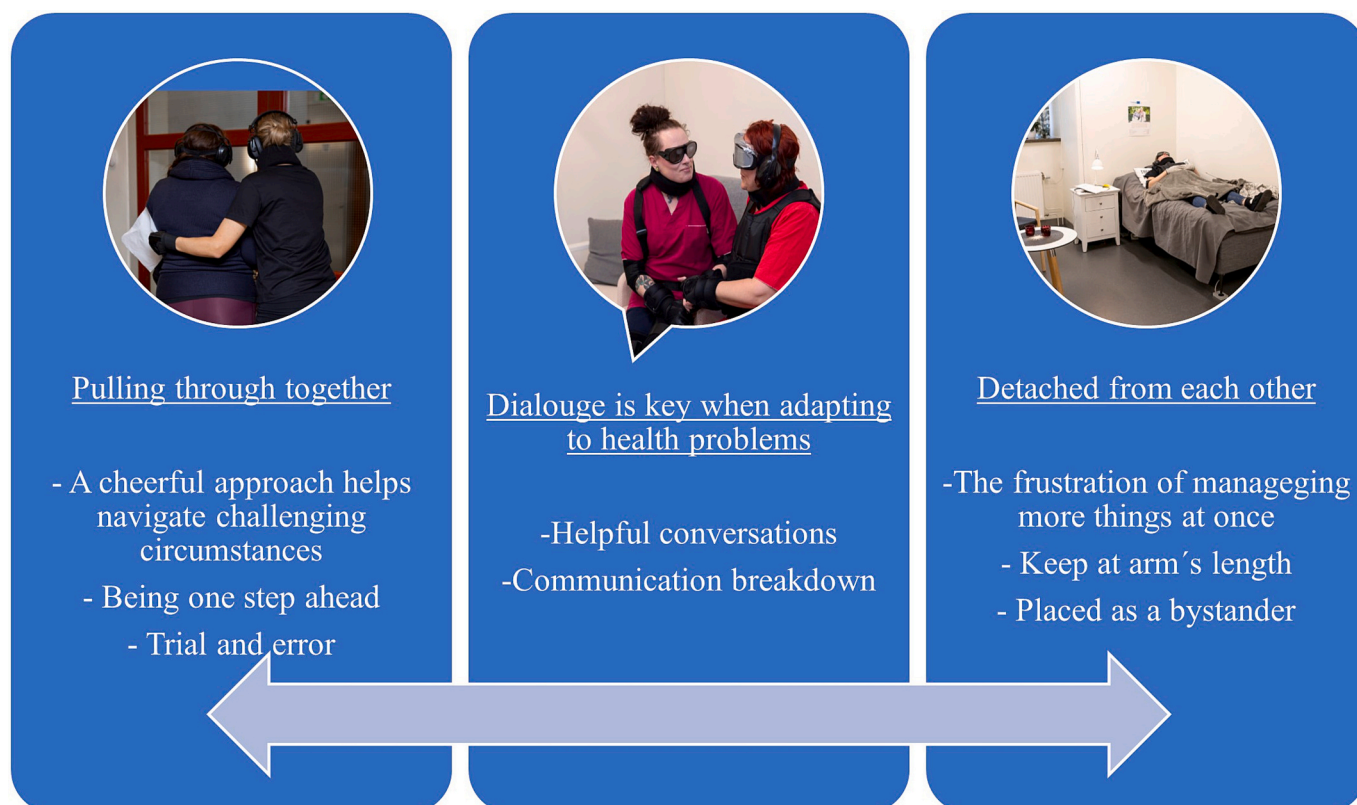 Pulling through together
- A cheerful approach helps
navigate challenging
circumstances
- Being one step ahead
- Trial and error
Dialouge is key when adapting
to health problems
-Helpful conversations
-Communication breakdown
Detached from each other
-The frustration of manageging
more things at once
- Keep at arm´s length
- Placed as a bystander